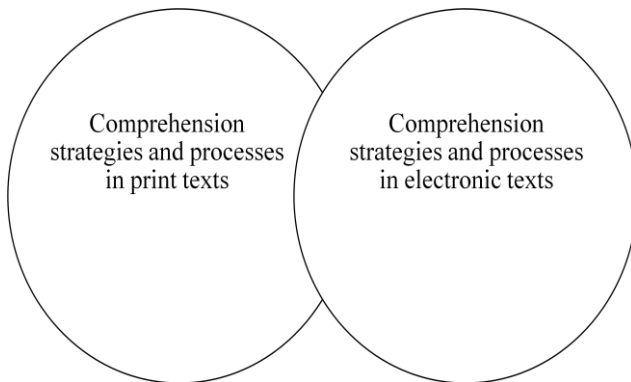 Comprehension
strategies and processes
in print texts
Comprehension
strategies and processes
in electronic texts